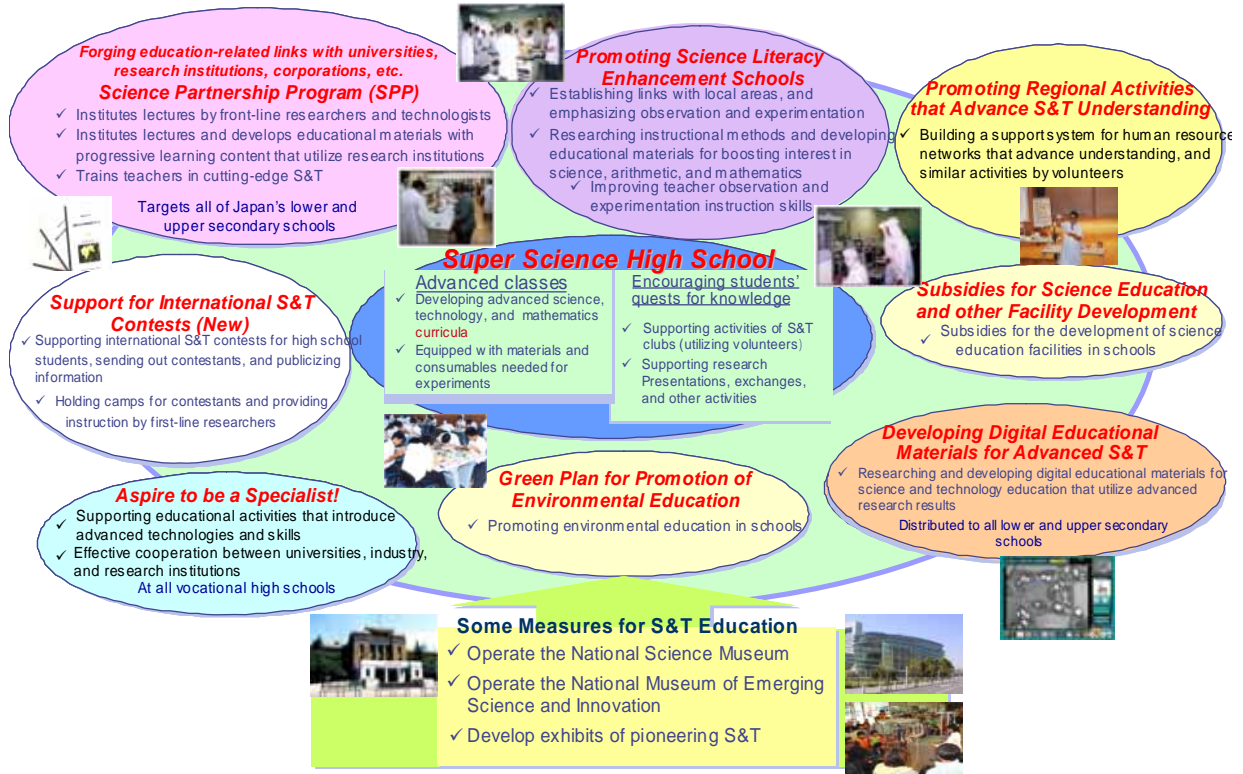 Forging education-related links with universities,
research institutions, corporations, etc.
Science Partnership Program (SPP)
✓ Institutes lectures by front-line researchers and technologists
✓ Institutes lectures and develops educational materials with
progressive learning content that utilize research institutions
✓ Trains teachers in cutting-edge S&T
Targets all of Japan's lower and
upper secondary schools
Promoting Science Literacy
Enhancement Schools
✓ Establishing links with local areas, and
emphasizing observation and experimentation
✓ Researching instructional methods and developing
educational materials for boosting interest in
science, arithmetic, and mathematics
✓ Improving teacher observation and
experimentation instruction skills
Promoting Regional Activities
that Advance S&T Understanding
✓ Building a support system for human resource
networks that advance understanding, and
similar activities by volunteers
Super Science High School
Advanced classes
✓ Developing advanced science,
technology, and mathematics
curricula
✓ Equipped with materials and
consumables needed for
experiments
Encouraging students'
quests for knowledge
✓ Supporting activities of S&T
clubs (utilizing volunteers)
✓ Supporting research
Presentations, exchanges,
and other activities
Support for International S&T
Contests (New)
✓ Supporting international S&T contests for high school
students, sending out contestants, and publicizing
information
✓ Holding camps for contestants and providing
instruction by first-line researchers
Subsidies for Science Education
and other Facility Development
✓ Subsidies for the development of science
education facilities in schools
Aspire to be a Specialist!
✓ Supporting educational activities that introduce
advanced technologies and skills
✓ Effective cooperation between universities, industry,
and research institutions
At all vocational high schools
Green Plan for Promotion of
Environmental Education
✓ Promoting environmental education in schools
Developing Digital Educational
Materials for Advanced S&T
✓ Researching and developing digital educational materials for
science and technology education that utilize advanced
research results
Distributed to all lower and upper secondary
schools
Some Measures for S&T Education
✓ Operate the National Science Museum
✓ Operate the National Museum of Emerging
Science and Innovation
✓ Develop exhibits of pioneering S&T